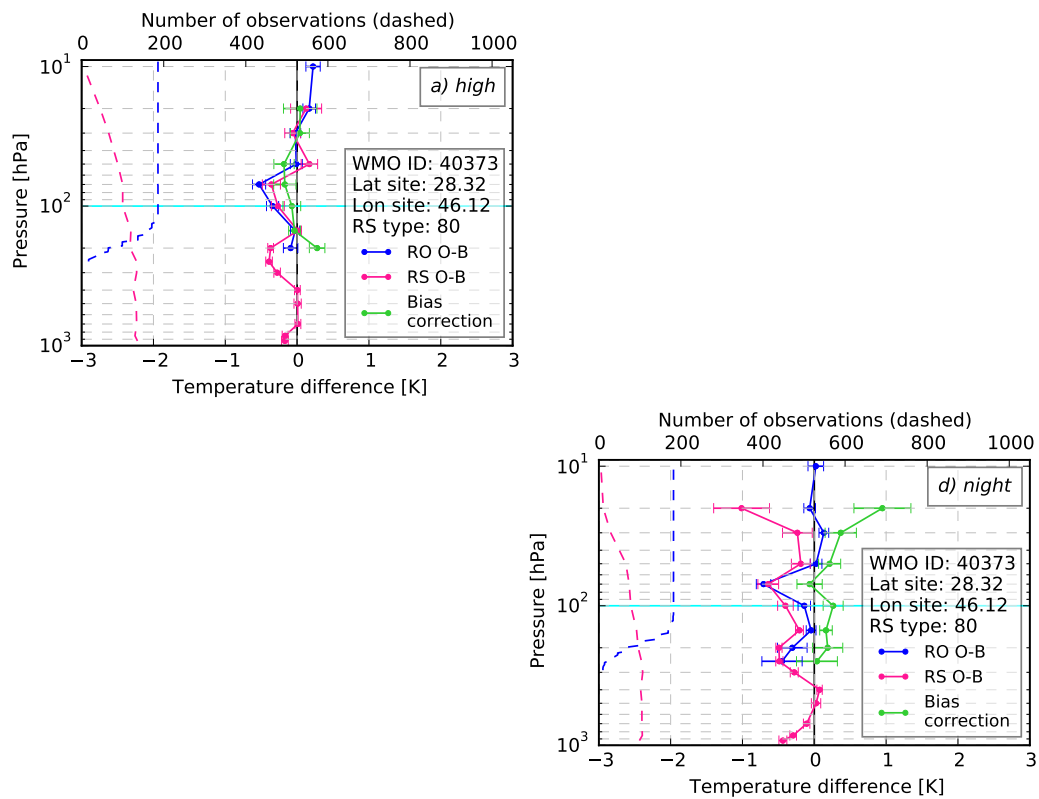 Number of observations (dashed)
0 200 400 600 800 1000
10¹
a) high
WMO ID: 40373
Lat site: 28.32
Lon site: 46.12
RS type: 80
RO O-B
RS O-B
Bias
correction
10²
10³
Pressure [hPa]
−3 −2 −1 0 1 2 3
Temperature difference [K]
Number of observations (dashed)
0 200 400 600 800 1000
10¹
d) night
WMO ID: 40373
Lat site: 28.32
Lon site: 46.12
RS type: 80
RO O-B
RS O-B
Bias
correction
10²
10³
Pressure [hPa]
−3 −2 −1 0 1 2 3
Temperature difference [K]